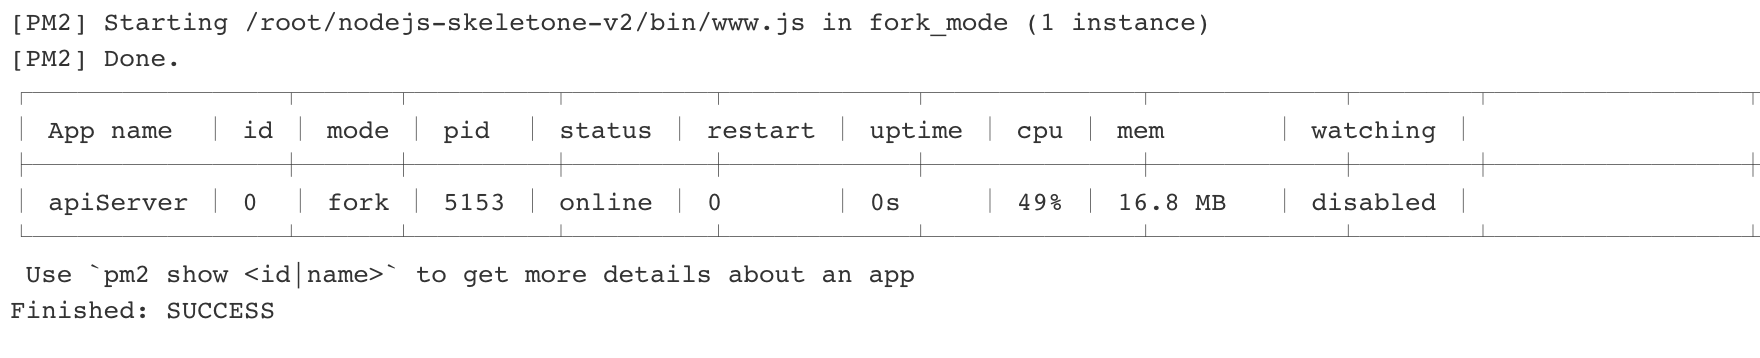 [PM2] Starting /root/nodejs-skeletone-v2/bin/www.js in fork_mode (1 instance)
[PM2] Done.
│ App name │ id │ mode │ pid │ status │ restart │ uptime │ cpu │ mem │ watching │
│ apiServer │ 0 │ fork │ 5153 │ online │ 0 │ 0s │ 49% │ 16.8 MB │ disabled │
Use `pm2 show <id|name>` to get more details about an app
Finished: SUCCESS